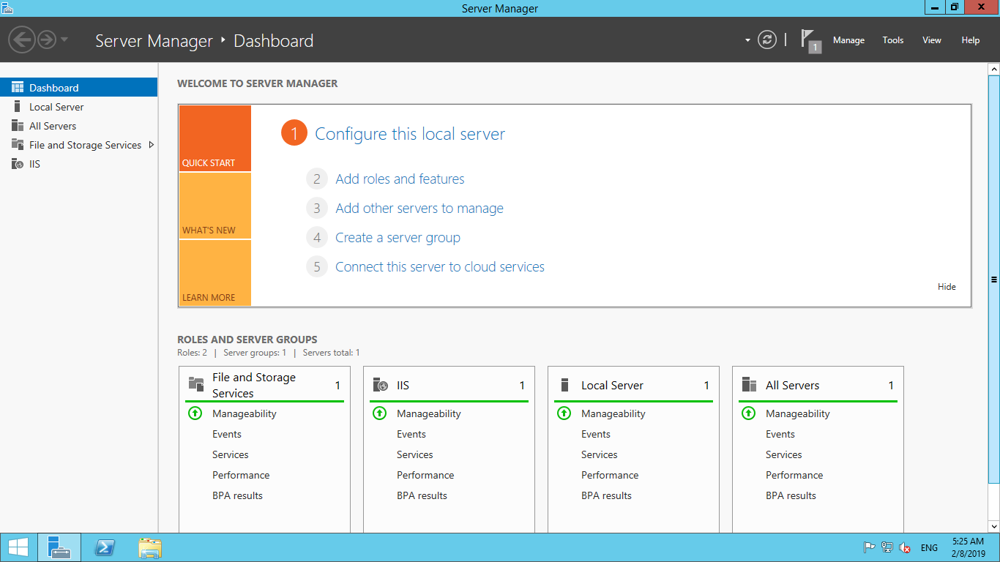 Server Manager
Server Manager ‣ Dashboard
1
Manage
Tools
View
Help
Dashboard
Local Server
All Servers
File and Storage Services
IIS
WELCOME TO SERVER MANAGER
QUICK START
WHAT'S NEW
LEARN MORE
1 Configure this local server
2 Add roles and features
3 Add other servers to manage
4 Create a server group
5 Connect this server to cloud services
Hide
ROLES AND SERVER GROUPS
Roles: 2 | Server groups: 1 | Servers total: 1
File and Storage
Services
1
Manageability
Events
Services
Performance
BPA results
IIS 1
Manageability
Events
Services
Performance
BPA results
Local Server 1
Manageability
Events
Services
Performance
BPA results
All Servers 1
Manageability
Events
Services
Performance
BPA results
ENG
5:25 AM
2/8/2019